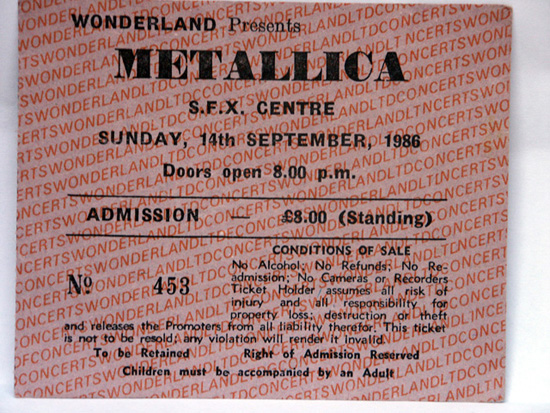 WONDERLAND Presents
METALLICA
S.F.X. CENTRE
SUNDAY, 14th SEPTEMBER, 1986
Doors open 8.00 p.m.
ADMISSION — £8.00 (Standing)
CONDITIONS OF SALE
No Alcohol; No Refunds; No Re-
admission; No Cameras or Recorders
Ticket Holder assumes all risk of
injury and all responsibility for
property loss; destruction or theft
and releases the Promoters from all liability therefor. This ticket
is not to be resold; any violation will render it invalid.
Nº 453
To be Retained Right of Admission Reserved
Children must be accompanied by an Adult